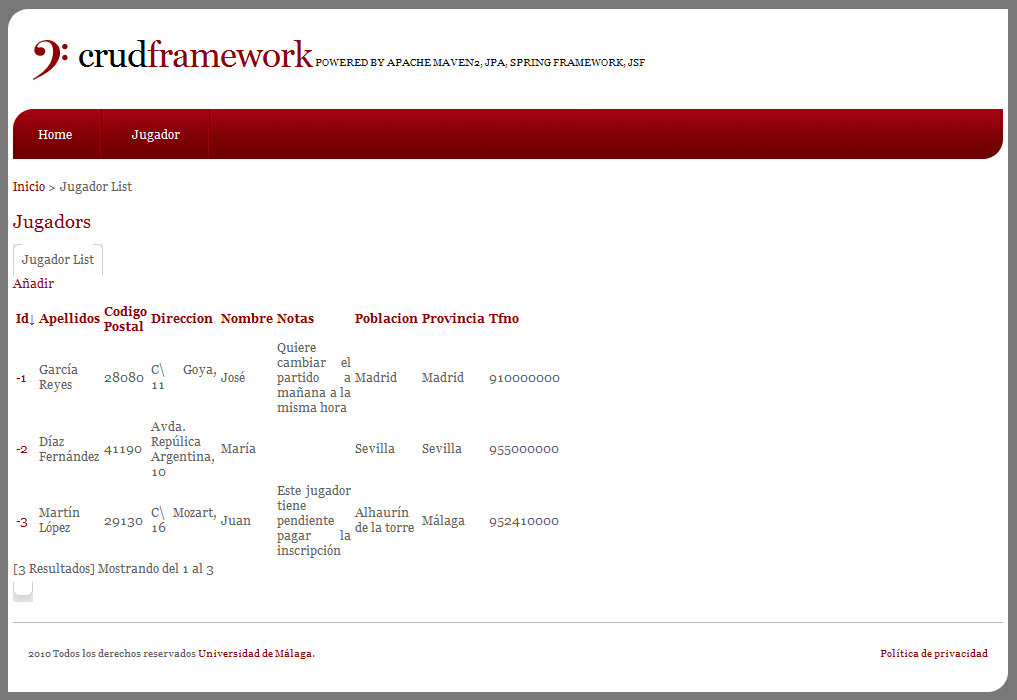 crudframework POWERED BY APACHE MAVEN2, JPA, SPRING FRAMEWORK, JSF
Home Jugador
Inicio > Jugador List
Jugadors
Jugador List
Añadir
Id↓ Apellidos Codigo Postal Direccion Nombre Notas Poblacion Provincia Tfno
-1 García Reyes 28080 C\ Goya, 11 José Quiere cambiar el partido a mañana a la misma hora Madrid Madrid 910000000
-2 Díaz Fernández 41190 Avda. Repúlica Argentina, 10 María Sevilla Sevilla 955000000
-3 Martín López 29130 C\ Mozart, 16 Juan Este jugador tiene pendiente pagar la inscripción Alhaurín de la torre Málaga 952410000
[3 Resultados] Mostrando del 1 al 3
2010 Todos los derechos reservados Universidad de Málaga. Política de privacidad